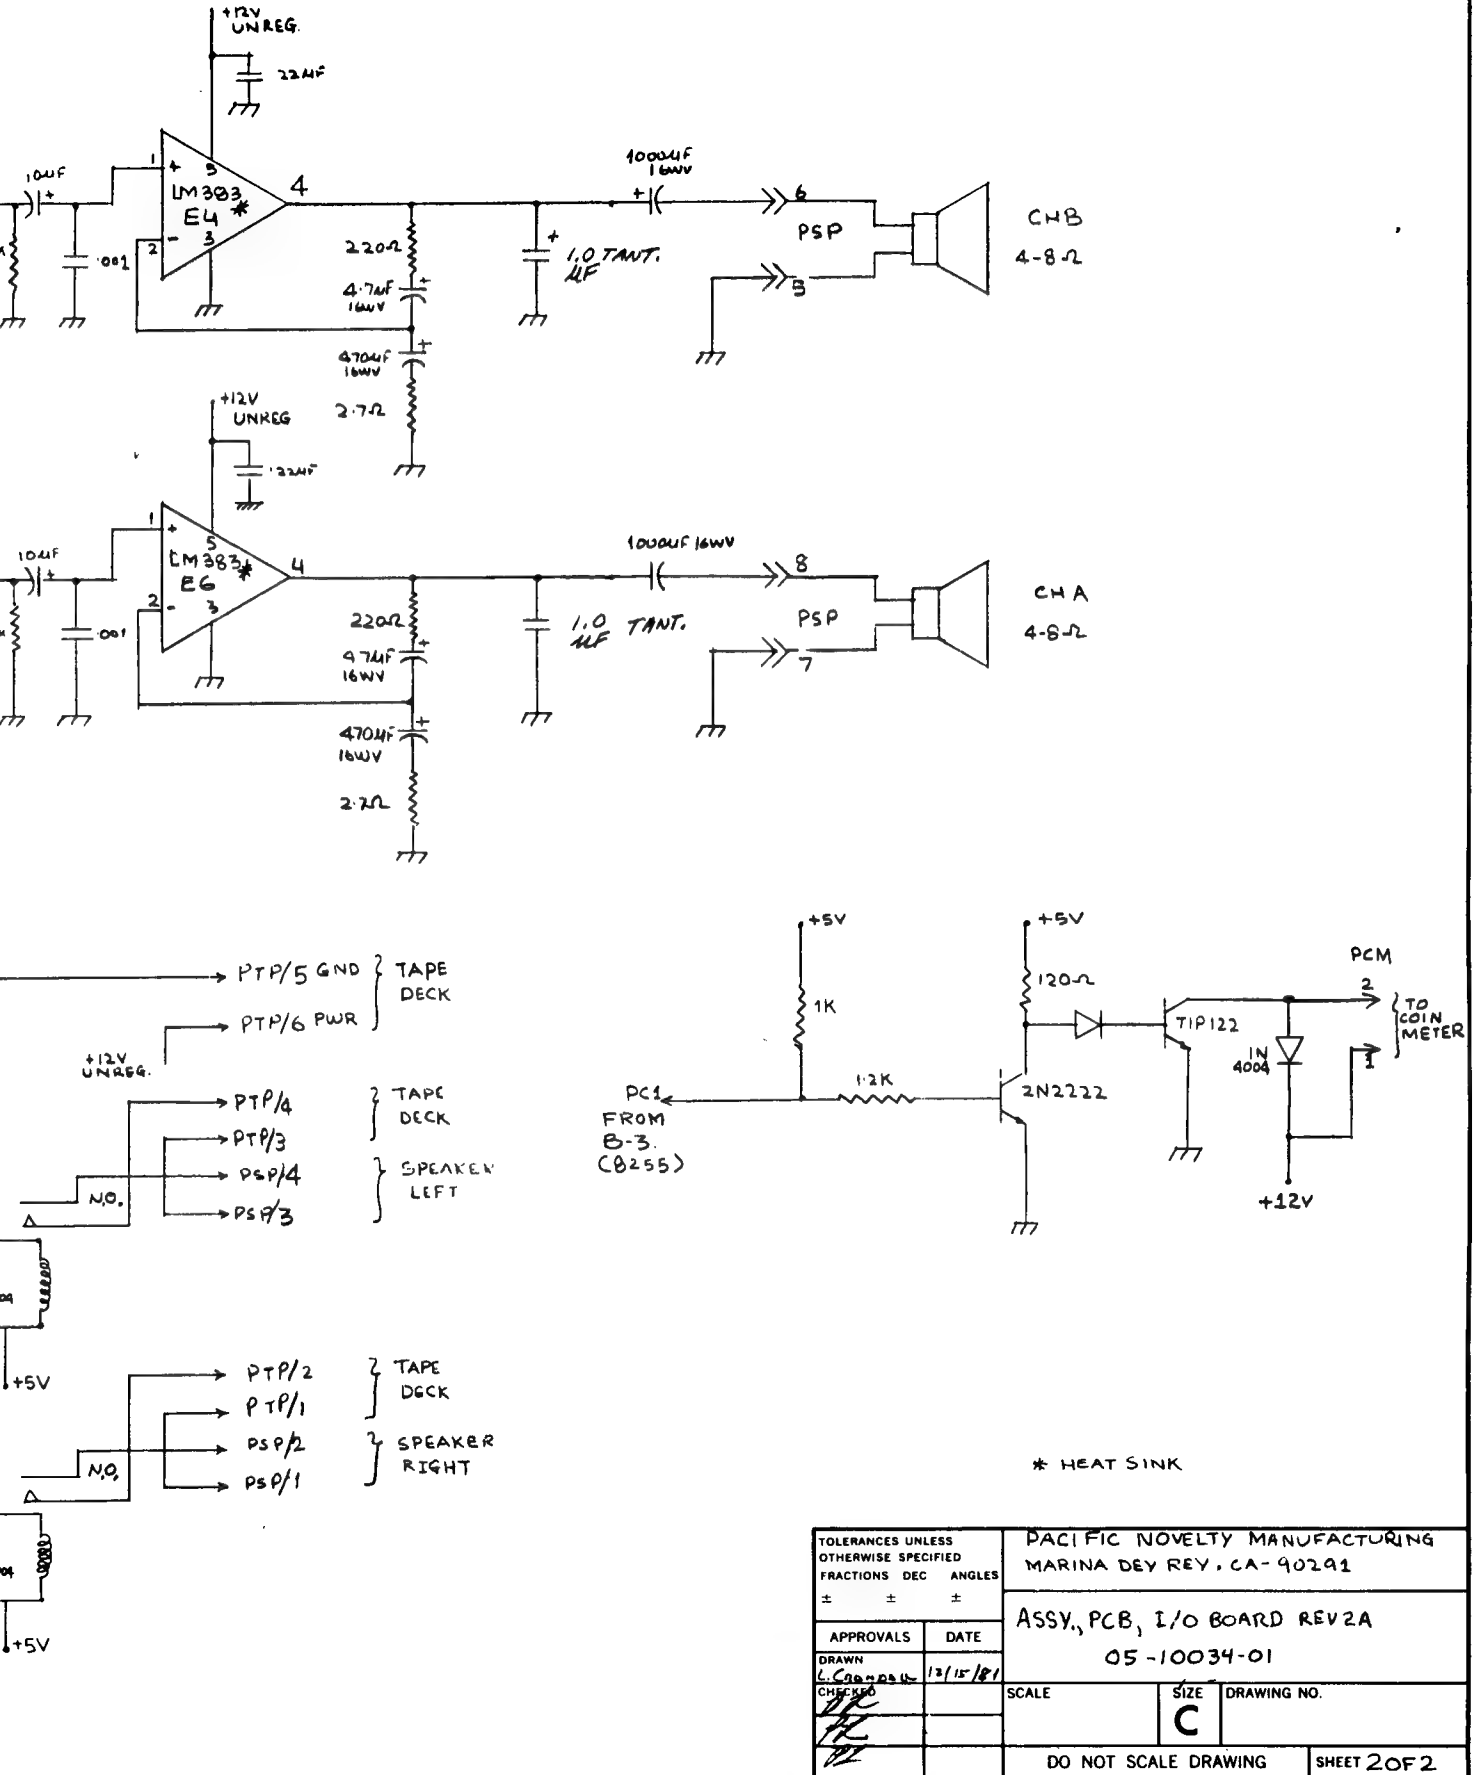 +12V
UNREG.
22µF
10µF
+
1
+
5
LM383
E4 *
3
2
-
4
.001
220Ω
4.7µF
16WV
+
470µF
16WV
+
2.7Ω
+
1.0 TANT.
µF
1000µF
16WV
+
6
PSP
5
CHB
4-8Ω
+12V
UNREG
.22µF
10µF
+
1
+
5
LM383 *
E6
3
2
-
4
.001
220Ω
47µF
16WV
+
470µF
16WV
+
2.7Ω
1.0 TANT.
µF
1000µF 16WV
8
PSP
7
CHA
4-8Ω
PTP/5 GND
PTP/6 PWR
TAPE
DECK
+12V
UNREG.
PTP/4
PTP/3
TAPE
DECK
PSP/4
PSP/3
SPEAKER
LEFT
N.O.
+5V
PTP/2
PTP/1
TAPE
DECK
PSP/2
PSP/1
SPEAKER
RIGHT
N.O.
+5V
+5V
1K
PC1
FROM
B-3.
(8255)
1.2K
+5V
120Ω
2N2222
TIP122
1N
4004
PCM
2
1
TO
COIN
METER
+12V
* HEAT SINK
TOLERANCES UNLESS
OTHERWISE SPECIFIED
FRACTIONS DEC ANGLES
± ± ±
PACIFIC NOVELTY MANUFACTURING
MARINA DEY REY. CA-90291
ASSY., PCB, I/O BOARD REV2A
05-10034-01
APPROVALS DATE
DRAWN
12/15/81
CHECKED
SCALE
SIZE
C
DRAWING NO.
DO NOT SCALE DRAWING
SHEET 2 OF 2